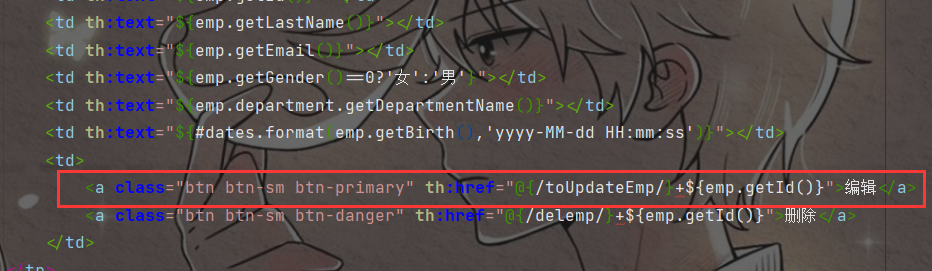 <td th:text="${emp.getLastName()}"></td>
<td th:text="${emp.getEmail()}"></td>
<td th:text="${emp.getGender()==0?'女':'男'}"></td>
<td th:text="${emp.department.getDepartmentName()}"></td>
<td th:text="${#dates.format(emp.getBirth(),'yyyy-MM-dd HH:mm:ss')}"></td>
<td>
<a class="btn btn-sm btn-primary" th:href="@{/toUpdateEmp/}+${emp.getId()}">编辑</a>
<a class="btn btn-sm btn-danger" th:href="@{/delemp/}+${emp.getId()}">删除</a>
</td>
</tr>